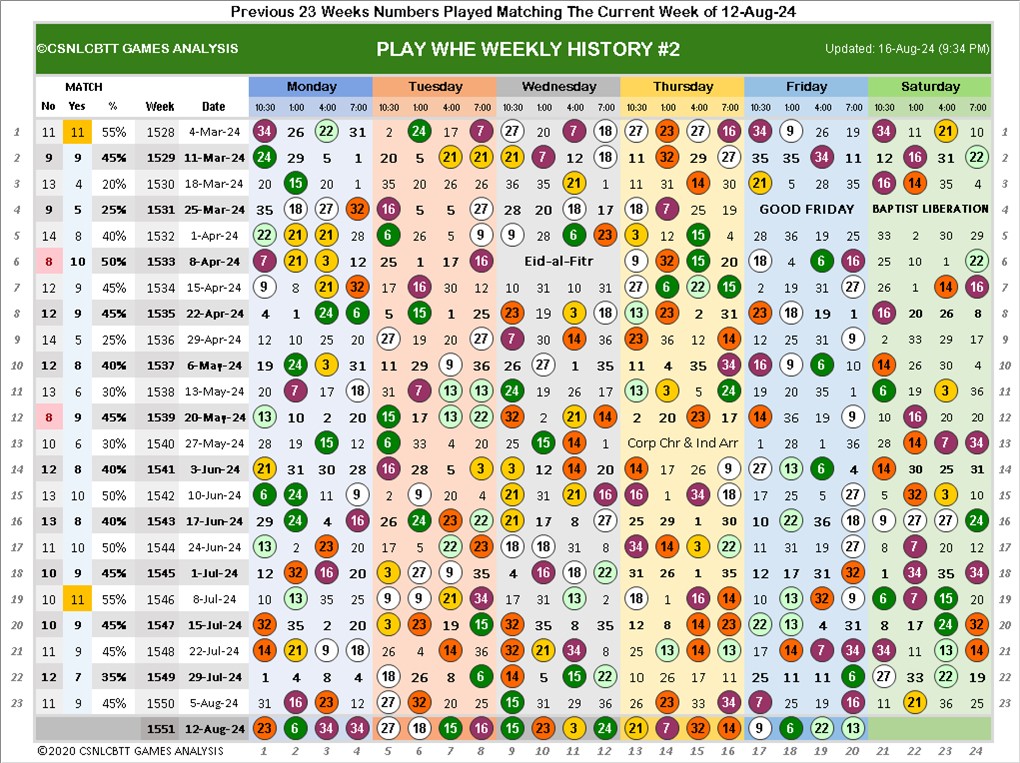 Previous 23 Weeks Numbers Played Matching The Current Week of 12-Aug-24
©CSNLCBTT GAMES ANALYSIS PLAY WHE WEEKLY HISTORY #2 Updated: 16-Aug-24 (9:34 PM)
MATCH Monday Tuesday Wednesday Thursday Friday Saturday
No Yes % Week Date 10:30 1:00 4:00 7:00 10:30 1:00 4:00 7:00 10:30 1:00 4:00 7:00 10:30 1:00 4:00 7:00 10:30 1:00 4:00 7:00 10:30 1:00 4:00 7:00
1 11 11 55% 1528 4-Mar-24 34 26 22 31 2 24 17 7 27 20 7 18 27 23 27 16 34 9 26 19 34 11 21 10 1
2 9 9 45% 1529 11-Mar-24 24 29 5 1 20 5 21 21 21 7 12 18 11 32 29 27 35 35 34 11 12 16 31 22 2
3 13 4 20% 1530 18-Mar-24 20 15 20 1 35 20 26 26 36 35 21 1 11 31 14 30 21 5 28 35 16 14 35 4 3
4 9 5 25% 1531 25-Mar-24 35 18 27 32 16 5 5 27 28 20 18 17 18 7 25 19 GOOD FRIDAY BAPTIST LIBERATION 4
5 14 8 40% 1532 1-Apr-24 22 21 21 28 6 26 5 9 9 28 6 23 3 12 15 4 28 36 19 25 33 2 30 29 5
6 8 10 50% 1533 8-Apr-24 7 21 3 12 25 1 17 16 Eid-al-Fitr 9 32 15 20 18 4 6 16 25 10 1 22 6
7 12 9 45% 1534 15-Apr-24 9 8 21 32 17 16 30 12 10 31 10 31 27 6 22 15 2 19 31 27 26 1 14 16 7
8 12 9 45% 1535 22-Apr-24 4 1 24 6 5 15 1 25 23 19 3 18 13 23 2 31 23 18 19 1 16 20 26 8 8
9 14 5 25% 1536 29-Apr-24 12 10 25 20 27 19 20 27 7 30 14 36 23 36 31 14 12 25 31 9 2 33 29 17 9
10 12 8 40% 1537 6-May-24 19 24 3 31 11 29 9 36 26 27 1 35 11 4 35 34 16 9 6 10 14 26 30 4 10
11 13 6 30% 1538 13-May-24 20 7 17 18 31 7 13 13 24 19 26 17 13 3 5 24 19 20 35 1 6 19 3 36 11
12 8 9 45% 1539 20-May-24 13 10 2 20 15 17 13 22 32 2 21 14 2 20 23 17 14 36 19 9 10 16 20 20 12
13 10 6 30% 1540 27-May-24 28 19 15 12 6 33 4 20 25 15 14 1 Corp Chr & Ind Arr 1 28 1 36 28 14 7 34 13
14 12 8 40% 1541 3-Jun-24 21 31 30 28 16 28 5 3 3 12 14 20 14 17 26 9 27 13 6 4 14 30 25 31 14
15 13 10 50% 1542 10-Jun-24 6 24 11 9 2 9 20 4 21 31 21 16 16 1 34 18 17 25 5 27 5 32 3 10 15
16 13 8 40% 1543 17-Jun-24 29 24 4 16 26 24 23 22 21 17 8 27 25 29 1 30 10 22 36 18 9 27 27 24 16
17 11 10 50% 1544 24-Jun-24 13 2 23 20 17 5 22 23 18 18 31 8 34 14 3 22 11 31 19 27 8 7 20 12 17
18 10 9 45% 1545 1-Jul-24 12 32 16 20 3 27 9 35 4 16 18 22 31 26 1 35 12 17 31 32 1 34 35 34 18
19 10 11 55% 1546 8-Jul-24 10 13 35 25 9 9 21 34 17 31 13 2 18 1 16 14 10 13 32 9 6 7 15 20 19
20 10 9 45% 1547 15-Jul-24 32 35 2 20 3 23 19 15 32 35 8 35 12 8 14 23 22 13 4 31 8 17 24 32 20
21 11 9 45% 1548 22-Jul-24 14 21 9 18 26 4 14 36 32 21 34 8 25 13 14 13 17 14 7 34 34 11 13 14 21
22 12 7 35% 1549 29-Jul-24 1 4 8 4 18 26 8 6 14 5 15 22 10 26 17 11 25 11 11 6 27 33 22 19 22
23 11 9 45% 1550 5-Aug-24 31 16 23 12 27 32 20 20 15 31 29 36 26 23 33 34 7 25 19 16 11 21 36 25 23
1551 12-Aug-24 23 6 34 34 27 18 15 16 15 23 3 24 21 7 32 14 9 6 22 13
©2020 CSNLCBTT GAMES ANALYSIS 1 2 3 4 5 6 7 8 9 10 11 12 13 14 15 16 17 18 19 20 21 22 23 24